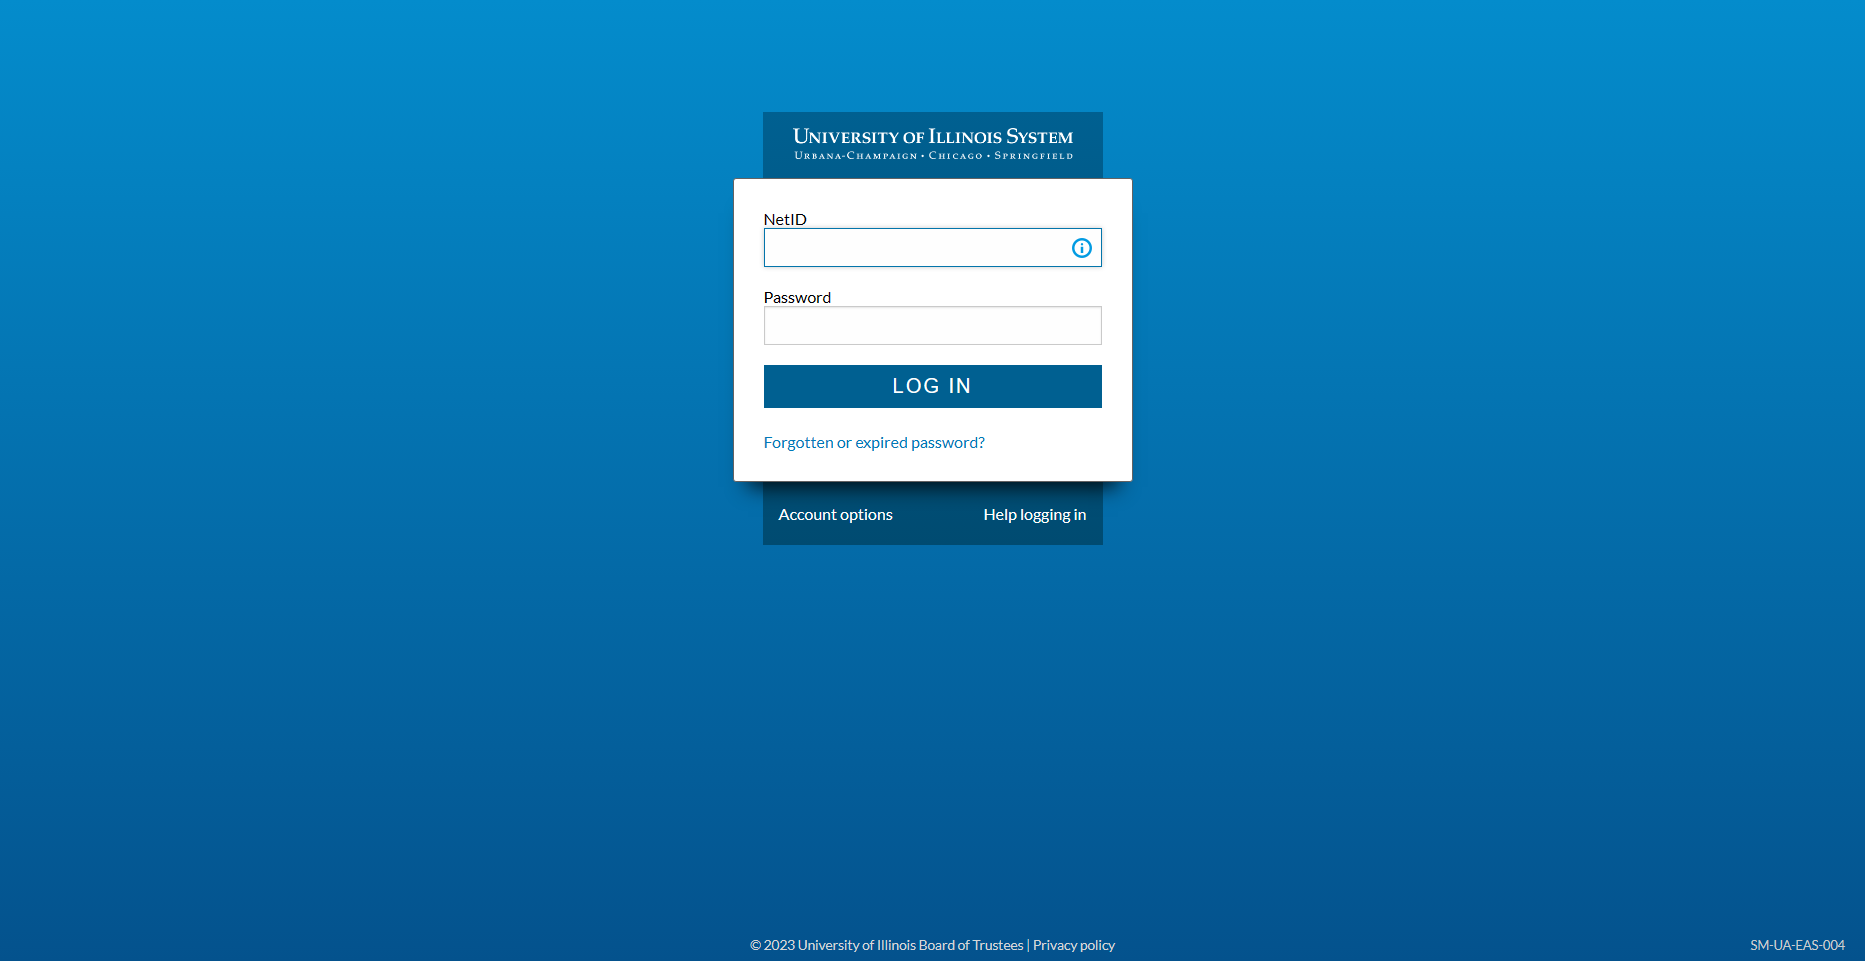 UNIVERSITY OF ILLINOIS SYSTEM
URBANA-CHAMPAIGN • CHICAGO • SPRINGFIELD
NetID
Password
LOG IN
Forgotten or expired password?
Account options Help logging in
© 2023 University of Illinois Board of Trustees | Privacy policy
SM-UA-EAS-004